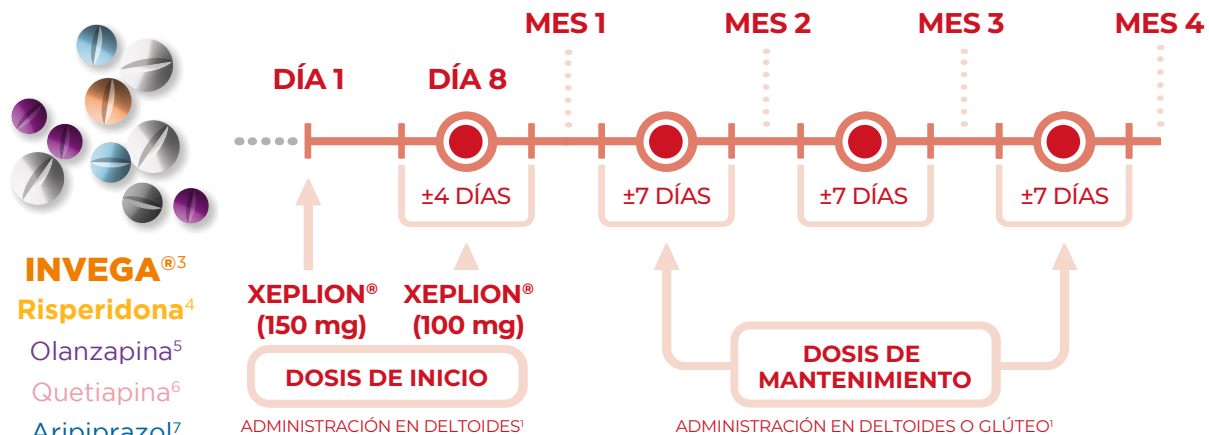 MES 1 MES 2 MES 3 MES 4
DÍA 1 DÍA 8
±4 DÍAS ±7 DÍAS ±7 DÍAS ±7 DÍAS
INVEGA®³
Risperidona⁴
Olanzapina⁵
Quetiapina⁶
Aripiprazol⁷
XEPLION® XEPLION®
(150 mg) (100 mg)
DOSIS DE INICIO
ADMINISTRACIÓN EN DELTOIDES¹
DOSIS DE
MANTENIMIENTO
ADMINISTRACIÓN EN DELTOIDES O GLÚTEO¹